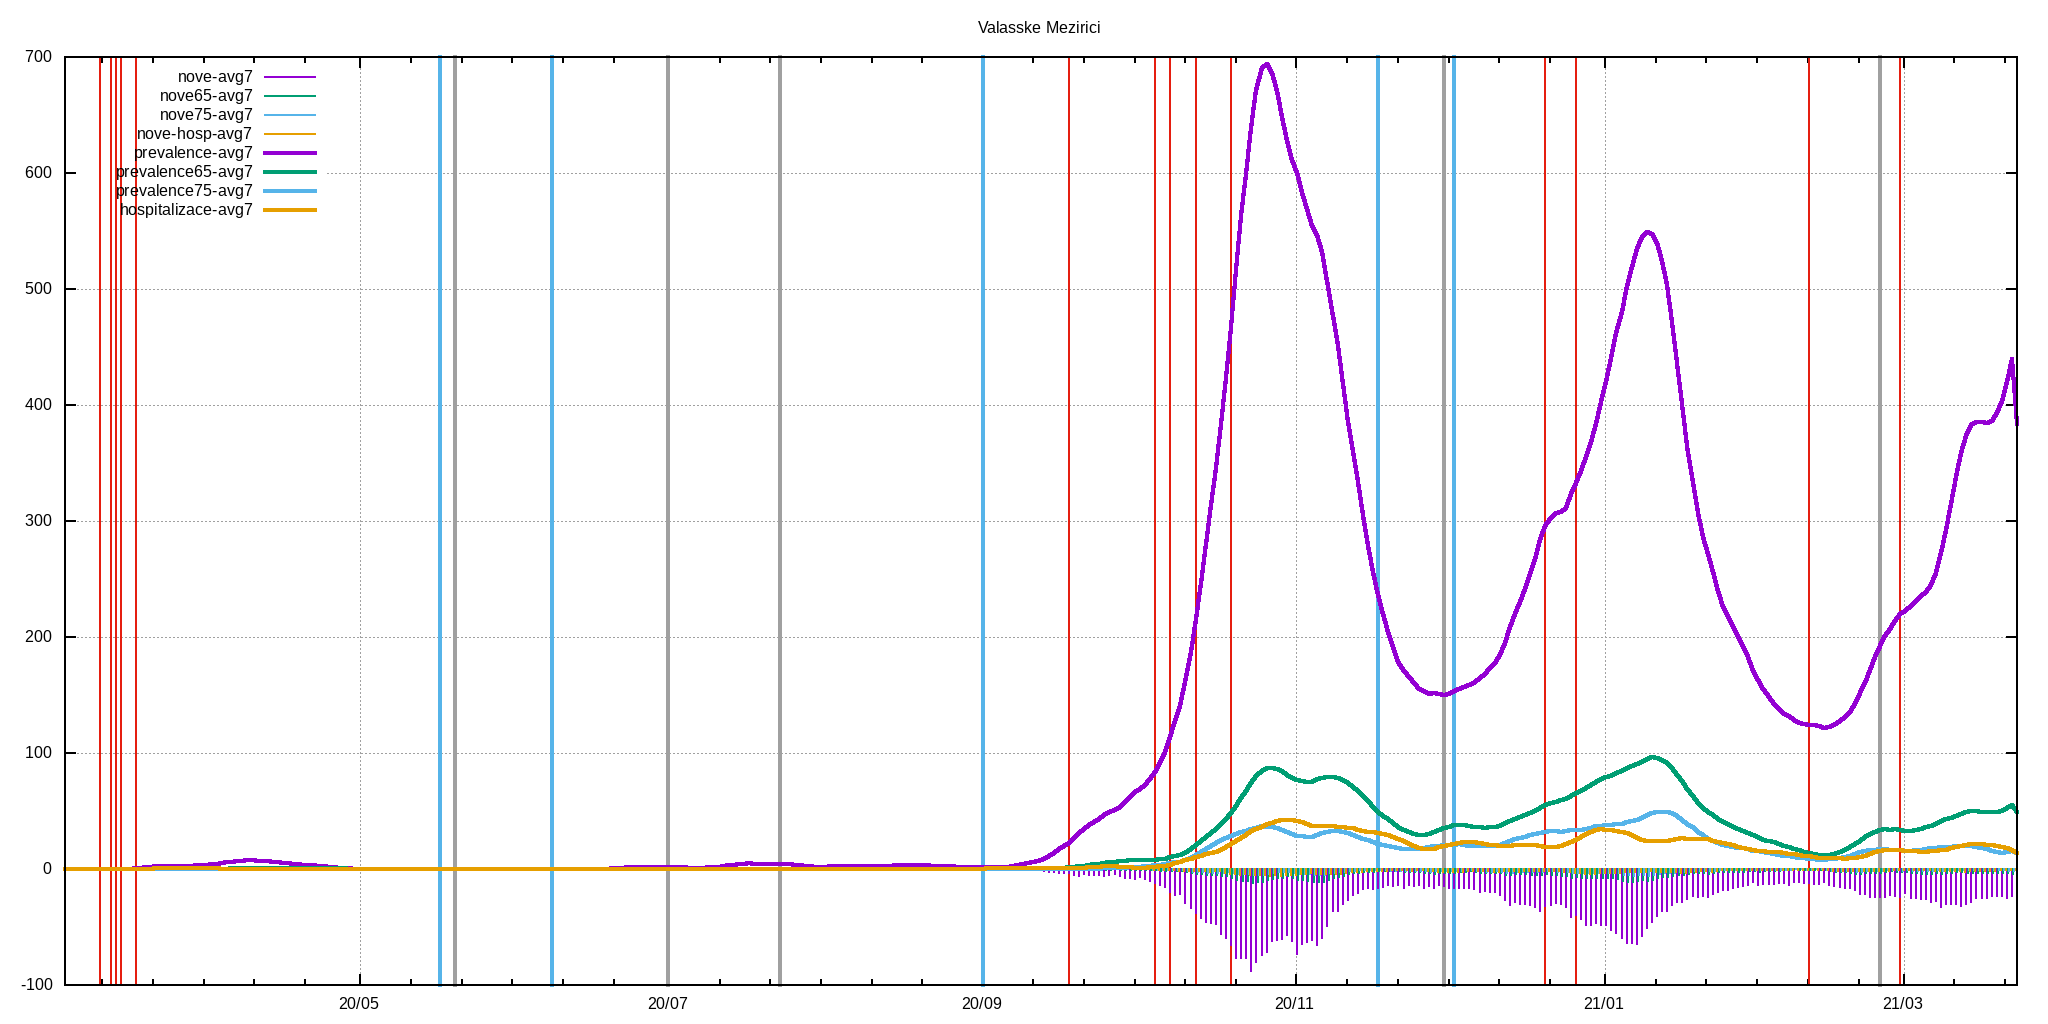 Valasske Mezirici
700
600
500
400
300
200
100
0
-100
nove-avg7
nove65-avg7
nove75-avg7
nove-hosp-avg7
prevalence-avg7
prevalence65-avg7
prevalence75-avg7
hospitalizace-avg7
20/05
20/07
20/09
20/11
21/01
21/03